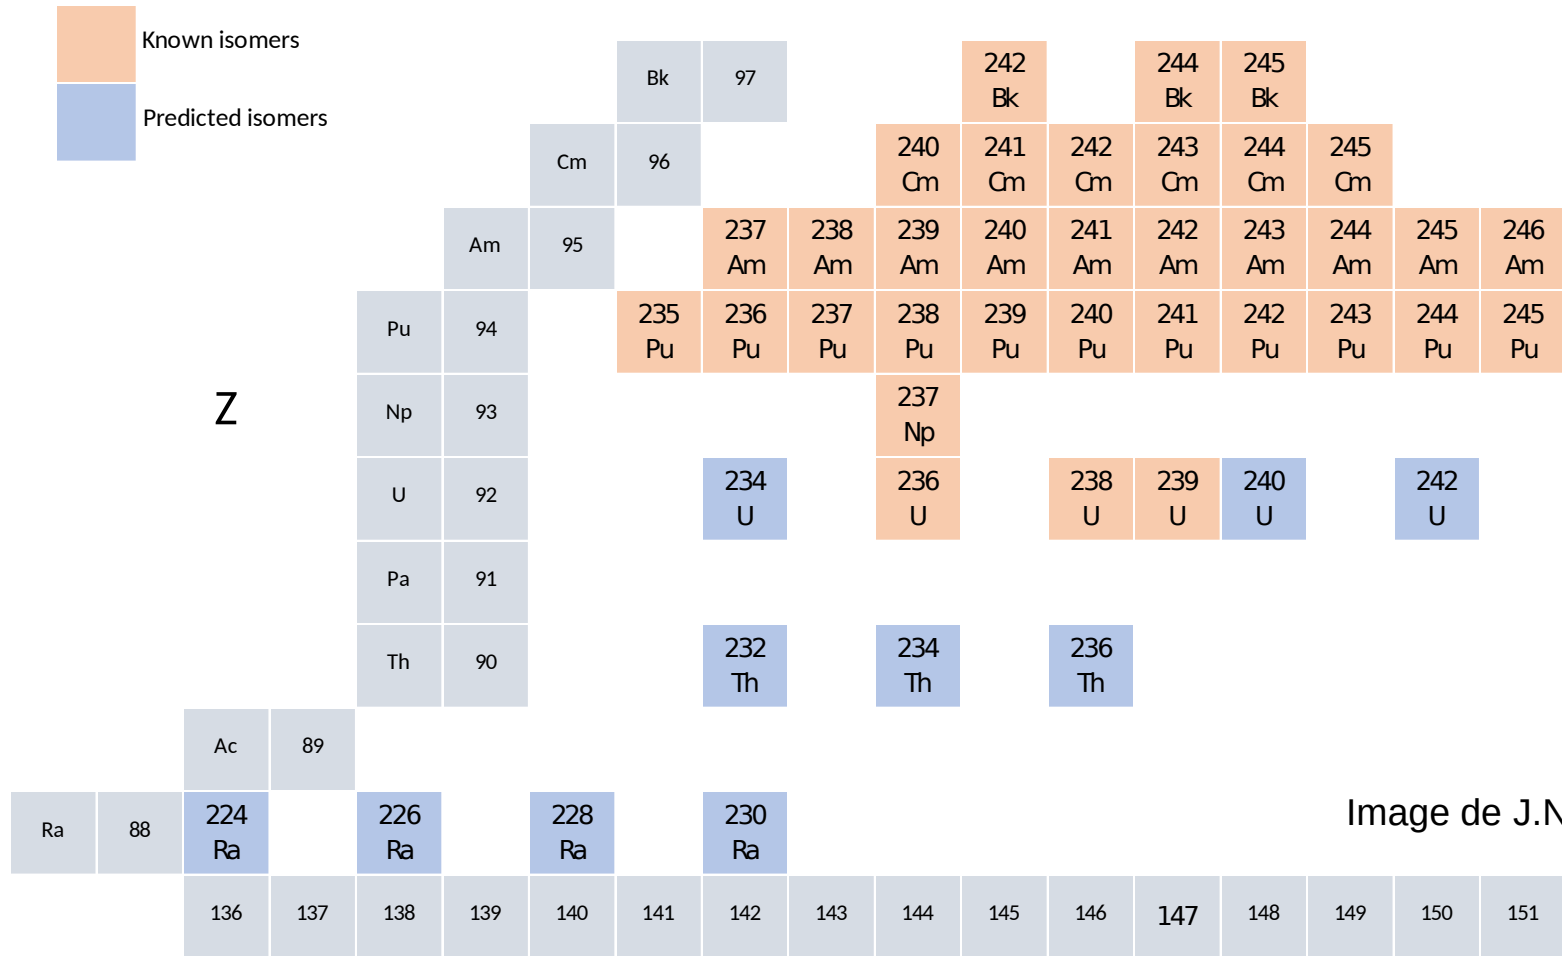 Known isomers
Predicted isomers
Bk 97 242 244 245
Bk Bk Bk
Cm 96 240 241 242 243 244 245
Cm Cm Cm Cm Cm Cm
Am 95 237 238 239 240 241 242 243 244 245 246
Am Am Am Am Am Am Am Am Am Am
Pu 94 235 236 237 238 239 240 241 242 243 244 245
Pu Pu Pu Pu Pu Pu Pu Pu Pu Pu Pu
Z
Np 93 237
Np
U 92 234 236 238 239 240 242
U U U U U U
Pa 91
Th 90 232 234 236
Th Th Th
Ac 89
Ra 88 224 226 228 230
Ra Ra Ra Ra
Image de J.N
136 137 138 139 140 141 142 143 144 145 146 147 148 149 150 151